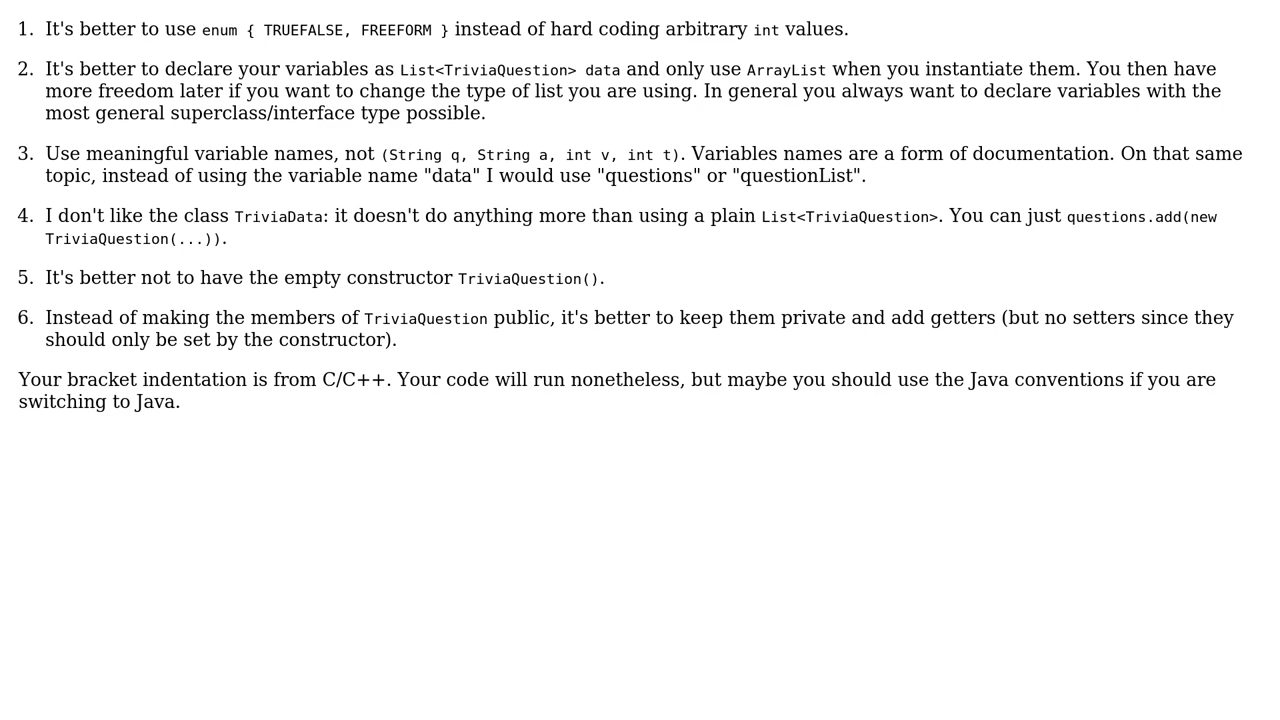 1. It's better to use enum { TRUEFALSE, FREEFORM } instead of hard coding arbitrary int values.
2. It's better to declare your variables as List<TriviaQuestion> data and only use ArrayList when you instantiate them. You then have
more freedom later if you want to change the type of list you are using. In general you always want to declare variables with the
most general superclass/interface type possible.
3. Use meaningful variable names, not (String q, String a, int v, int t). Variables names are a form of documentation. On that same
topic, instead of using the variable name "data" I would use "questions" or "questionList".
4. I don't like the class TriviaData: it doesn't do anything more than using a plain List<TriviaQuestion>. You can just questions.add(new
TriviaQuestion(...)).
5. It's better not to have the empty constructor TriviaQuestion().
6. Instead of making the members of TriviaQuestion public, it's better to keep them private and add getters (but no setters since they
should only be set by the constructor).
Your bracket indentation is from C/C++. Your code will run nonetheless, but maybe you should use the Java conventions if you are
switching to Java.